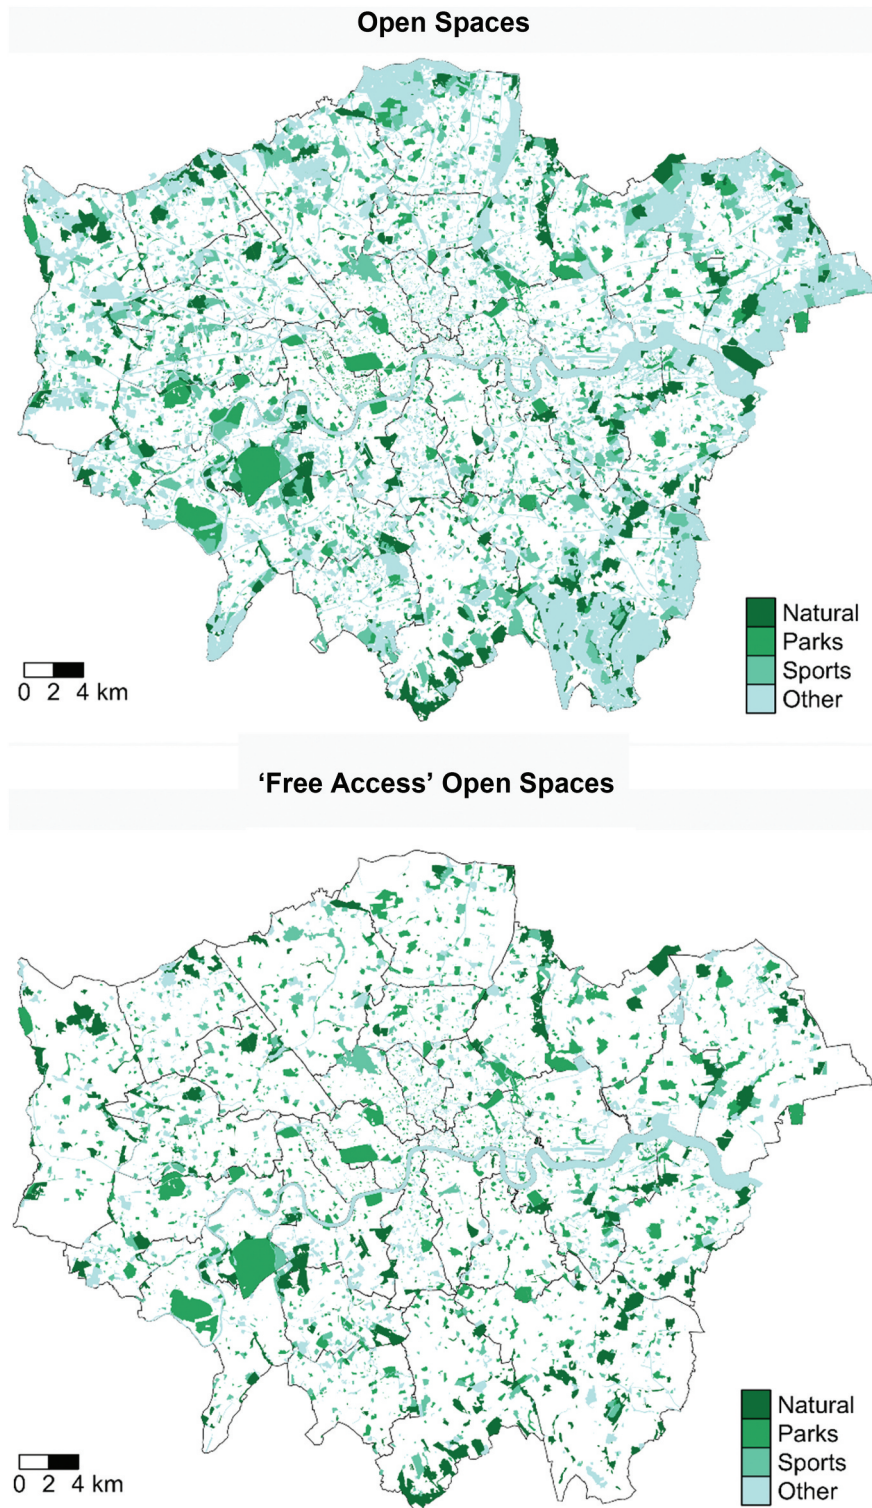 Open Spaces
Natural
Parks
Sports
Other
0 2 4 km
‘Free Access’ Open Spaces
Natural
Parks
Sports
Other
0 2 4 km